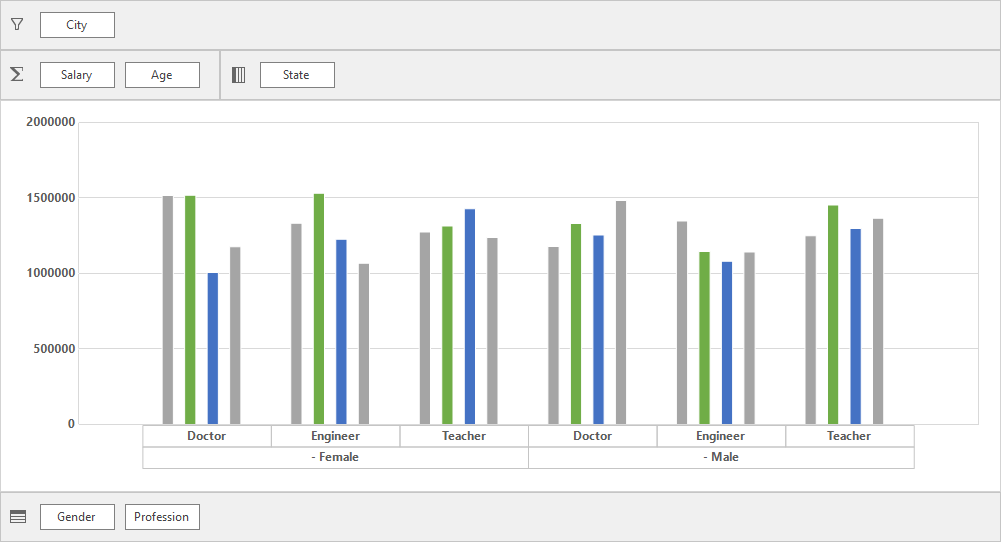 City
Salary Age State
2000000
1500000
1000000
500000
0
Doctor Engineer Teacher Doctor Engineer Teacher
- Female - Male
Gender Profession